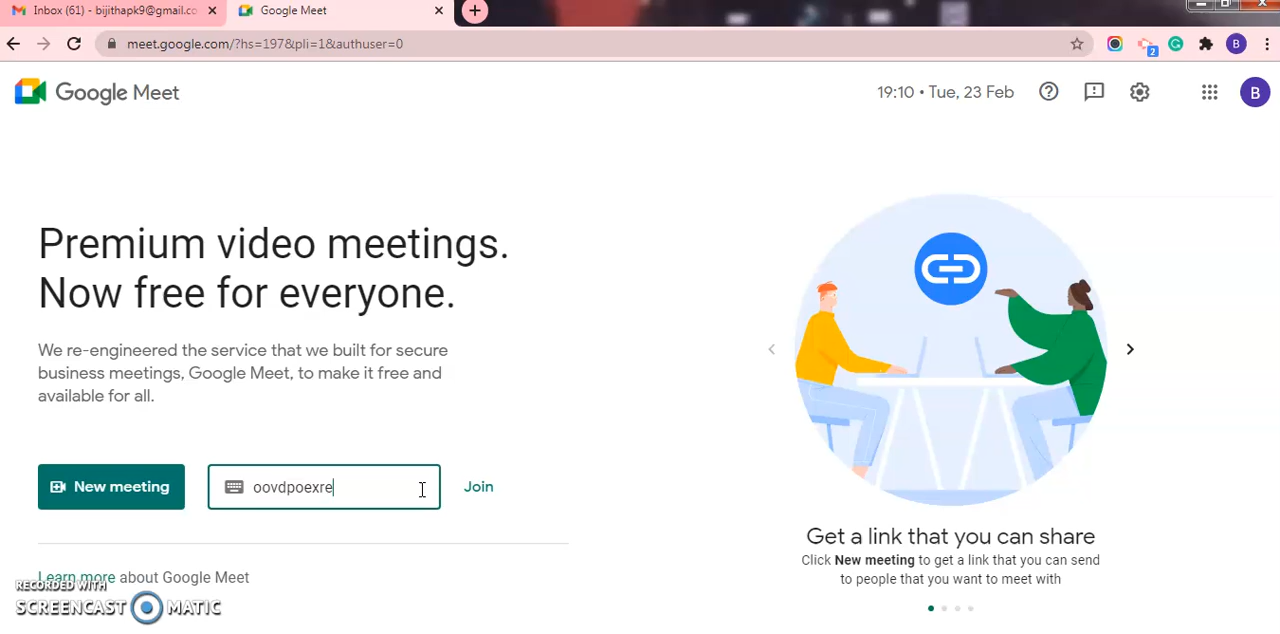 Inbox (61) - bijithapk9@gmail.co
Google Meet
meet.google.com/?hs=197&pli=1&authuser=0
2
B
Google Meet
19:10 • Tue, 23 Feb
B
Premium video meetings.
Now free for everyone.
We re-engineered the service that we built for secure
business meetings, Google Meet, to make it free and
available for all.
New meeting
oovdpoexre
Join
Learn more about Google Meet
Get a link that you can share
Click New meeting to get a link that you can send
to people that you want to meet with
RECORDED WITH
SCREENCAST MATIC